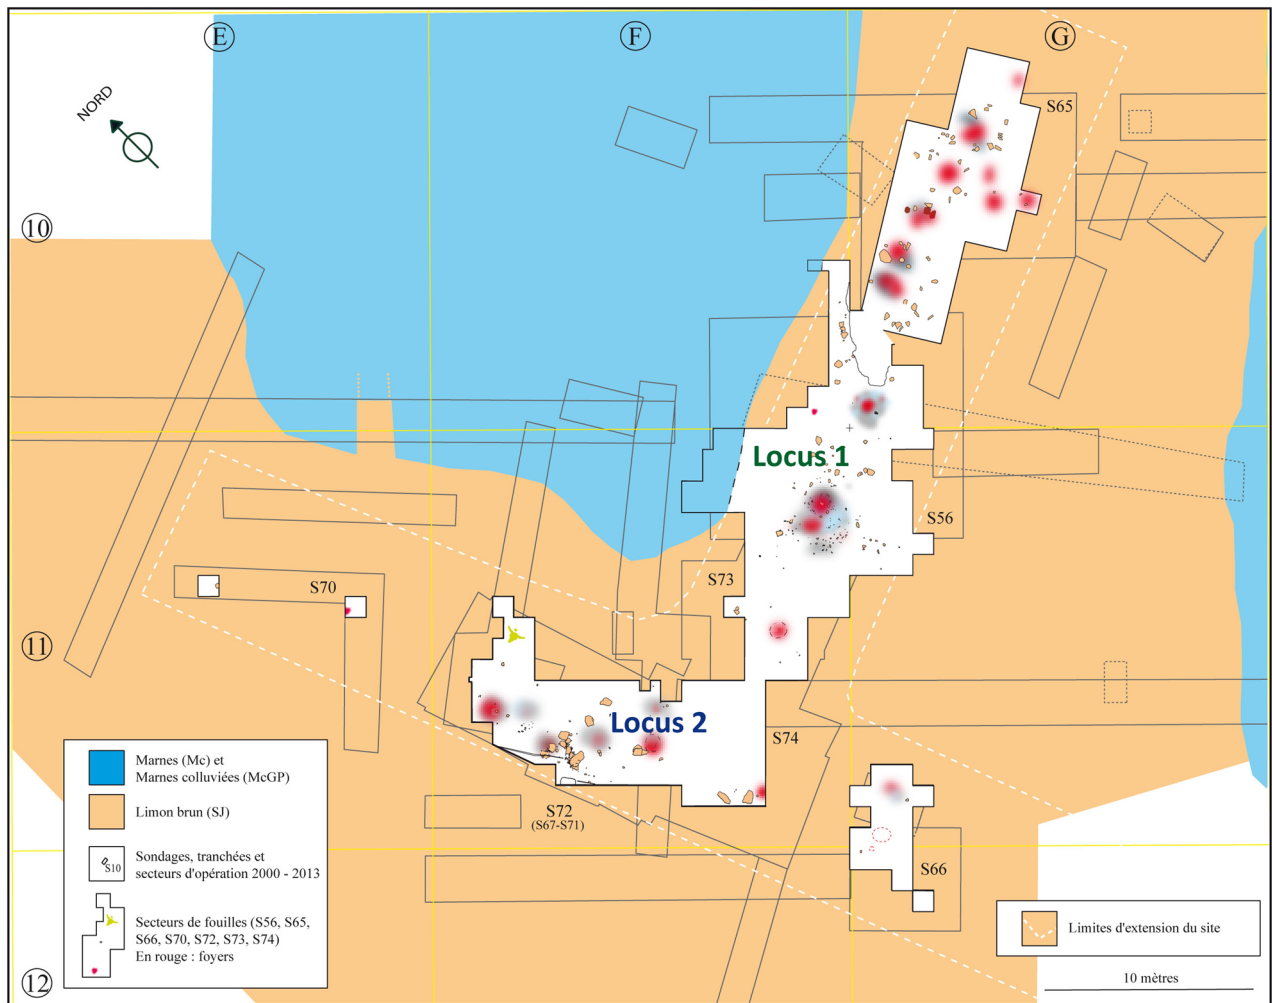 E
F
G
NORD
S65
10
Locus 1
S56
S73
S70
11
Locus 2
S74
S72
(S67-S71)
S66
Marnes (Mc) et
Marnes colluviées (McGP)
Limon brun (SJ)
S10
Sondages, tranchées et
secteurs d'opération 2000 - 2013
Secteurs de fouilles (S56, S65,
S66, S70, S72, S73, S74)
En rouge : foyers
Limites d'extension du site
10 mètres
12